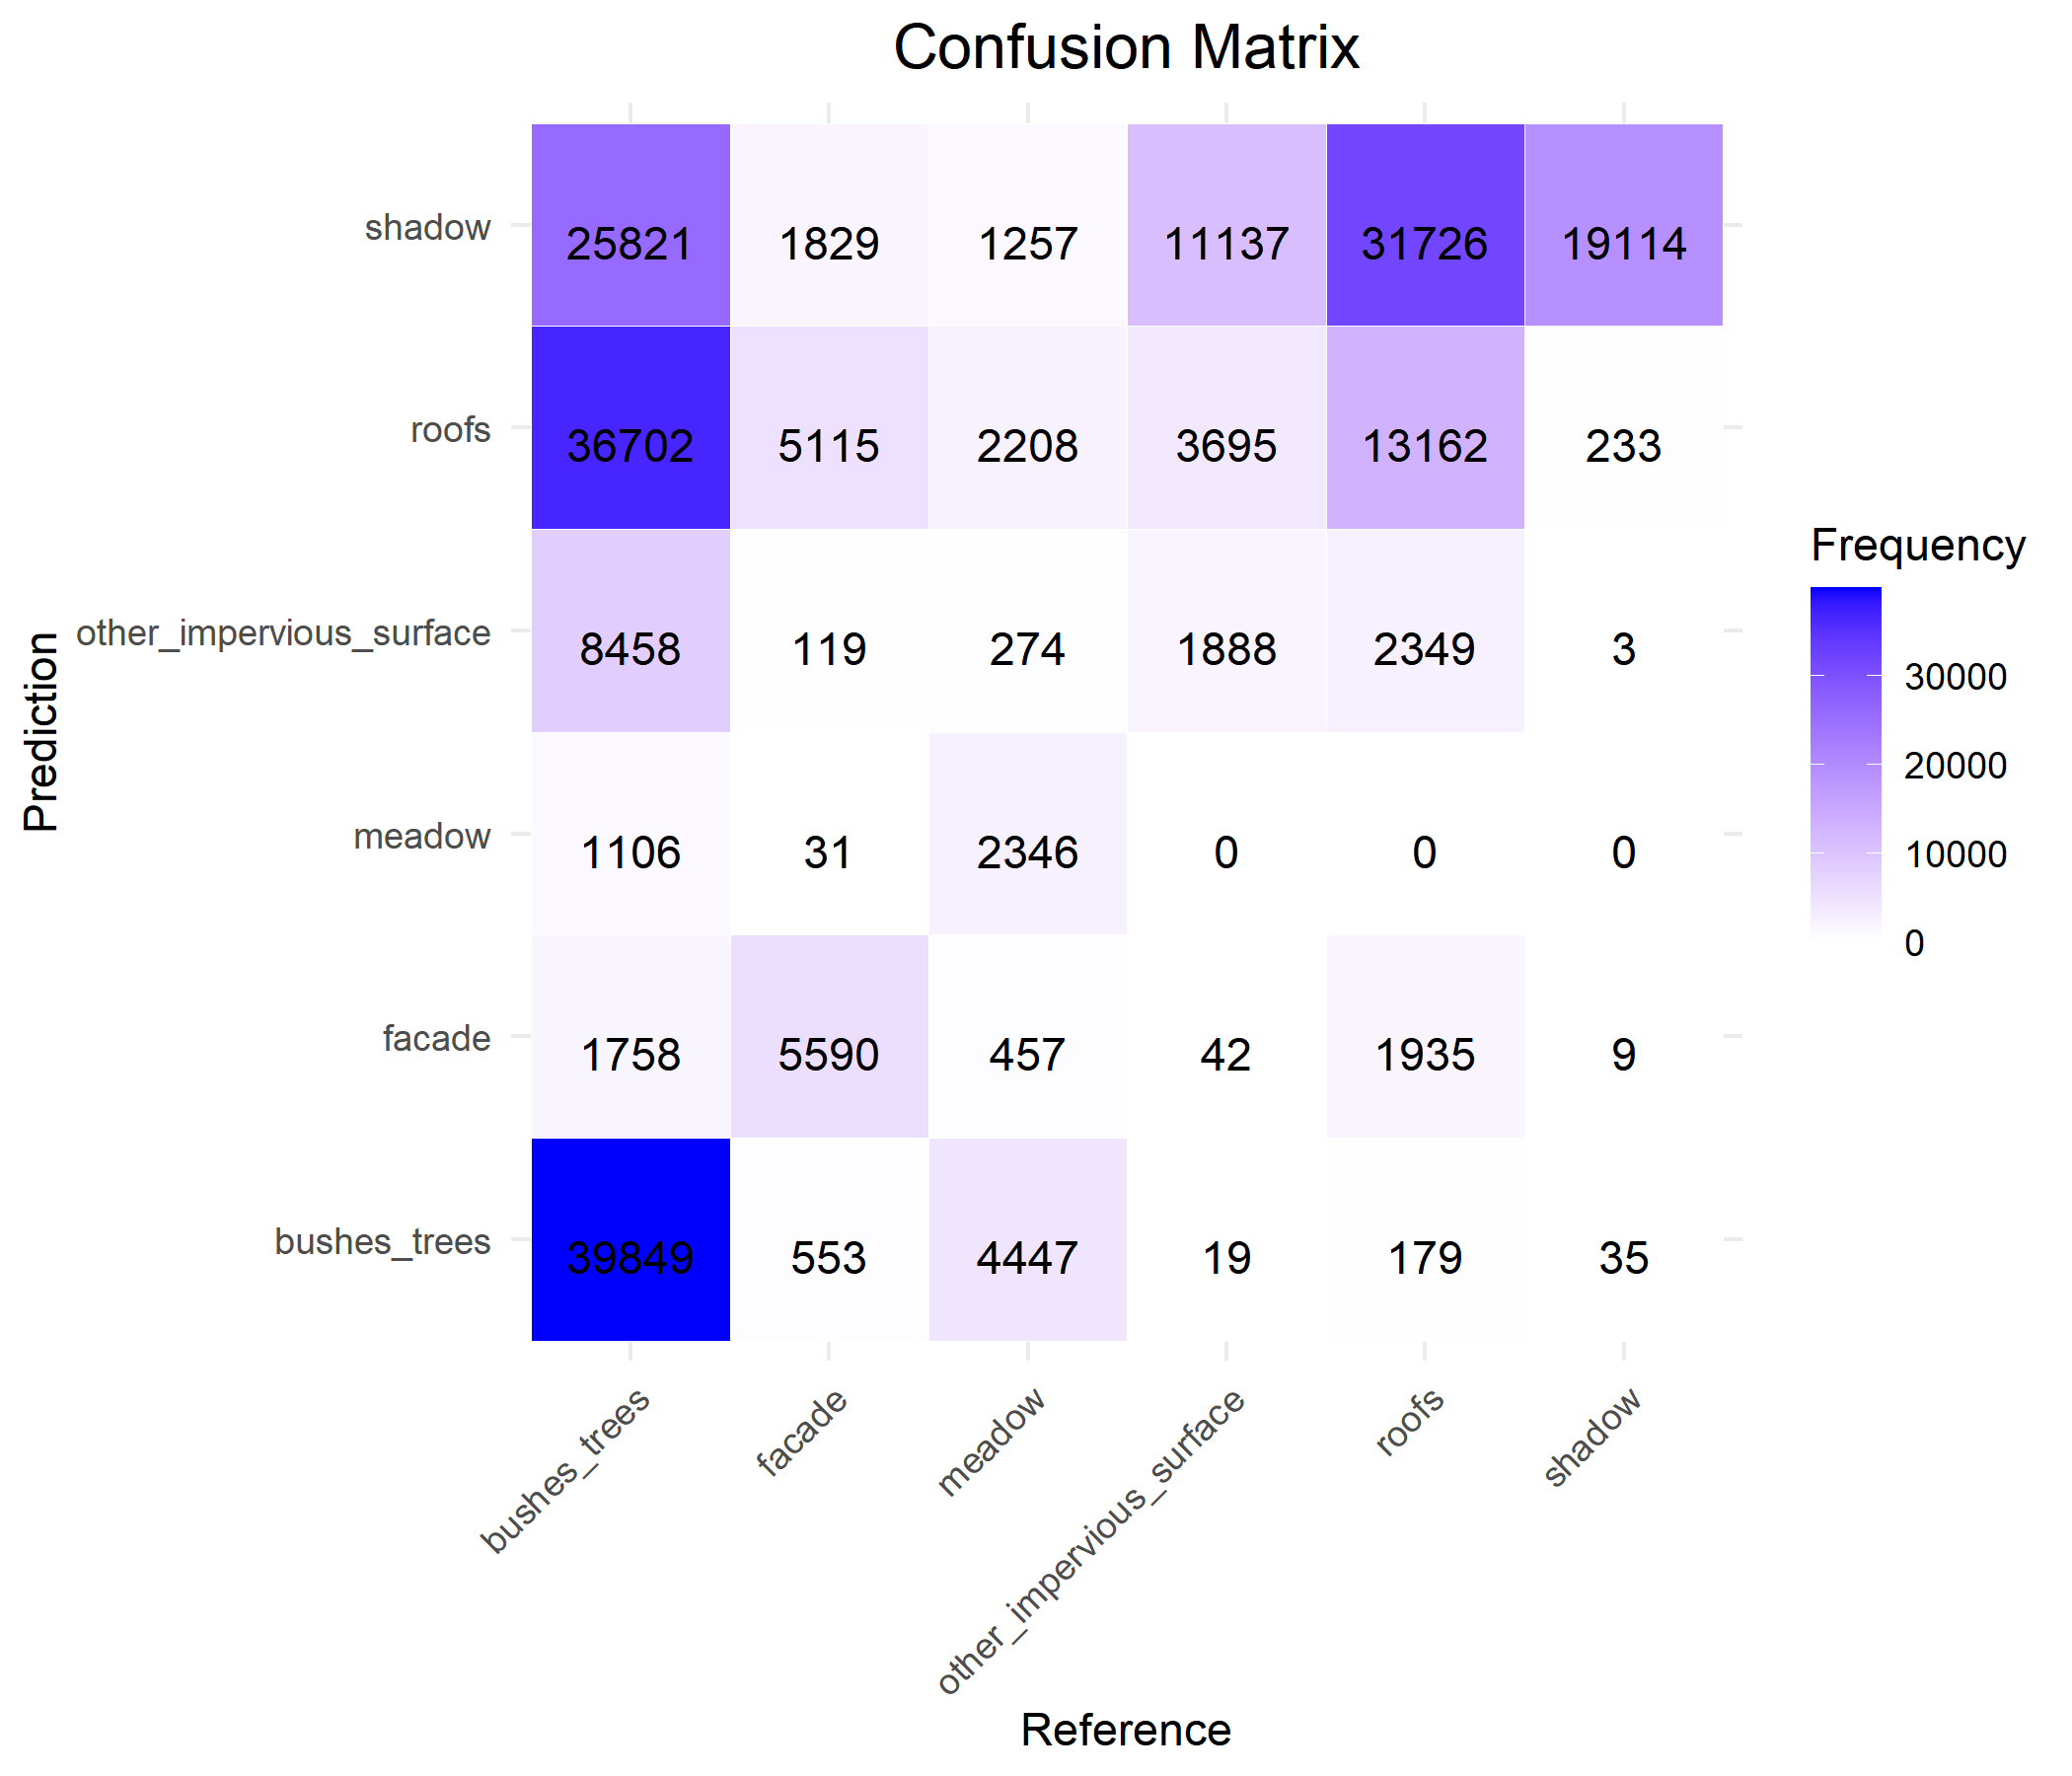 Confusion Matrix
shadow 25821 1829 1257 11137 31726 19114
roofs 36702 5115 2208 3695 13162 233
other_impervious_surface 8458 119 274 1888 2349 3
meadow 1106 31 2346 0 0 0
facade 1758 5590 457 42 1935 9
bushes_trees 39849 553 4447 19 179 35
Prediction
bushes_trees facade meadow other_impervious_surface roofs shadow
Reference
Frequency
30000
20000
10000
0